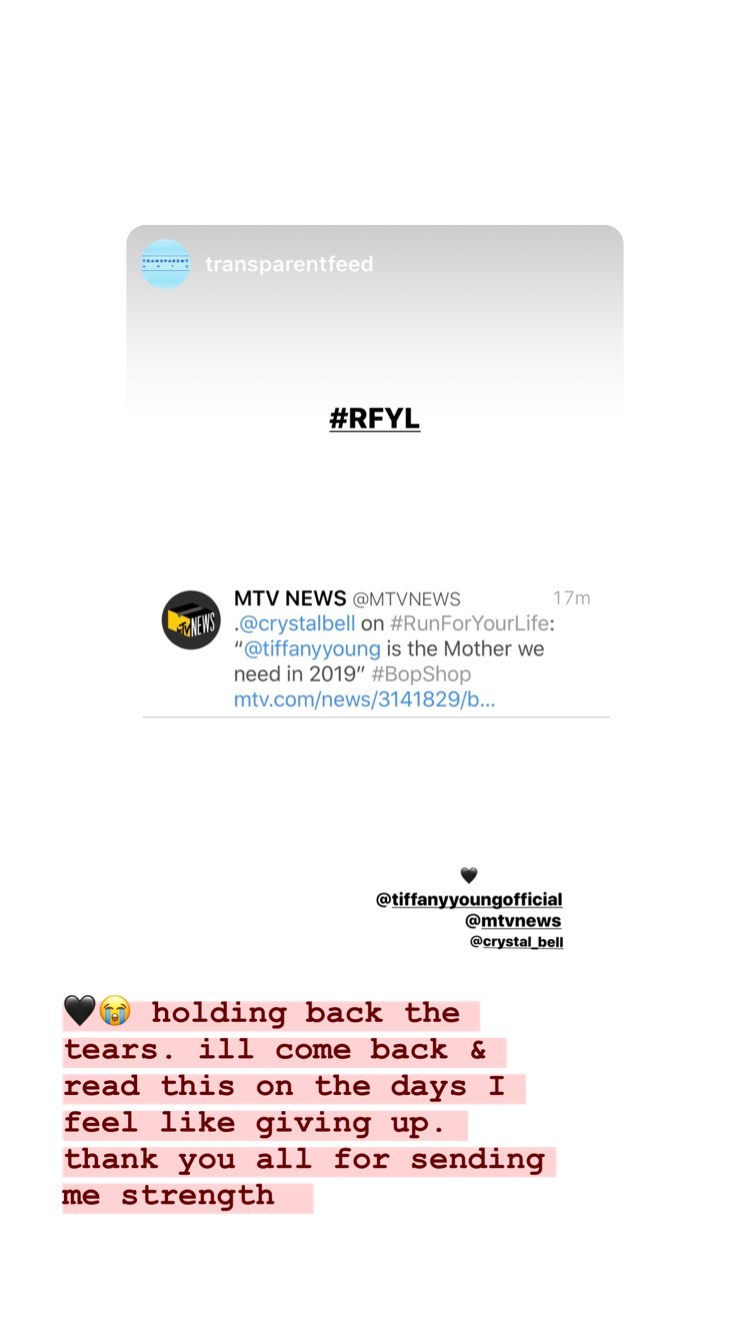 transparentfeed
#RFYL
MTV NEWS @MTVNEWS 17m
.@crystalbell on #RunForYourLife:
“@tiffanyyoung is the Mother we
need in 2019” #BopShop
mtv.com/news/3141829/b...
🖤
@tiffanyyoungofficial
@mtvnews
@crystal_bell
🖤😭 holding back the
tears. ill come back &
read this on the days I
feel like giving up.
thank you all for sending
me strength